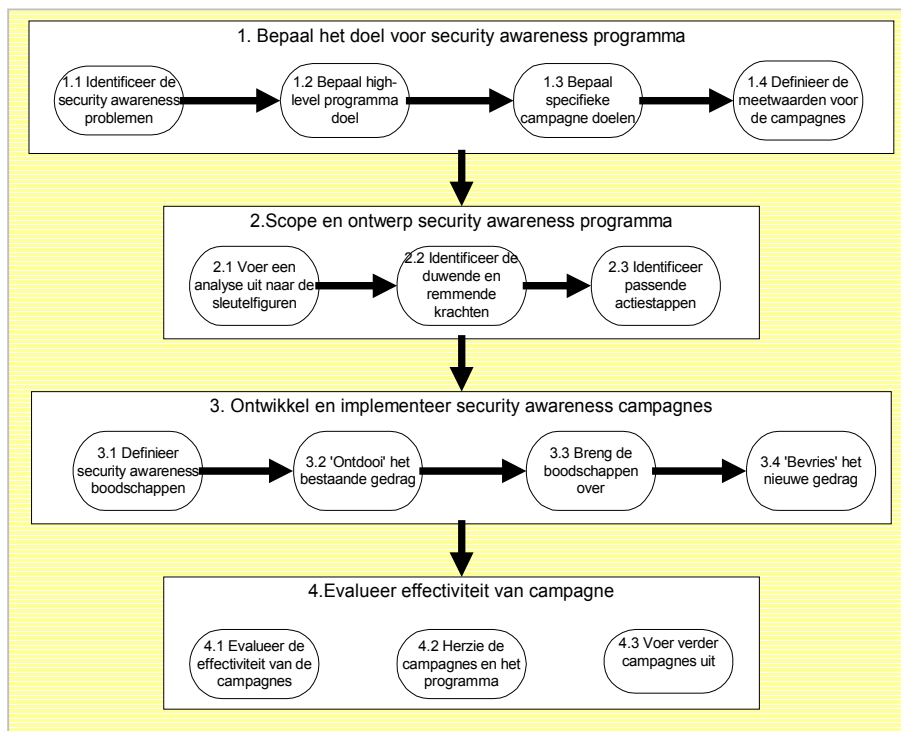 1. Bepaal het doel voor security awareness programma
1.1 Identificeer de
security awareness
problemen
1.2 Bepaal high-
level programma
doel
1.3 Bepaal
specifieke
campagne doelen
1.4 Definieer de
meetwaarden voor
de campagnes
2.Scope en ontwerp security awareness programma
2.1 Voer een
analyse uit naar de
sleutelfiguren
2.2 Identificeer de
duwende en
remmende
krachten
2.3 Identificeer
passende
actiestappen
3. Ontwikkel en implementeer security awareness campagnes
3.1 Definieer
security awareness
boodschappen
3.2 'Ontdooi' het
bestaande gedrag
3.3 Breng de
boodschappen
over
3.4 'Bevries' het
nieuwe gedrag
4.Evalueer effectiviteit van campagne
4.1 Evalueer de
effectiviteit van de
campagnes
4.2 Herzie de
campagnes en het
programma
4.3 Voer verder
campagnes uit